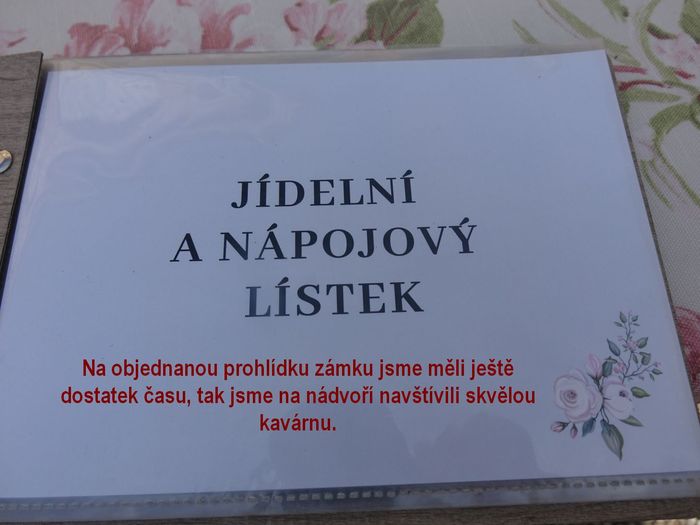 JÍDELNÍ
A NÁPOJOVÝ
LÍSTEK
Na objednanou prohlídku zámku jsme měli ještě
dostatek času, tak jsme na nádvoří navštívili skvělou
kavárnu.